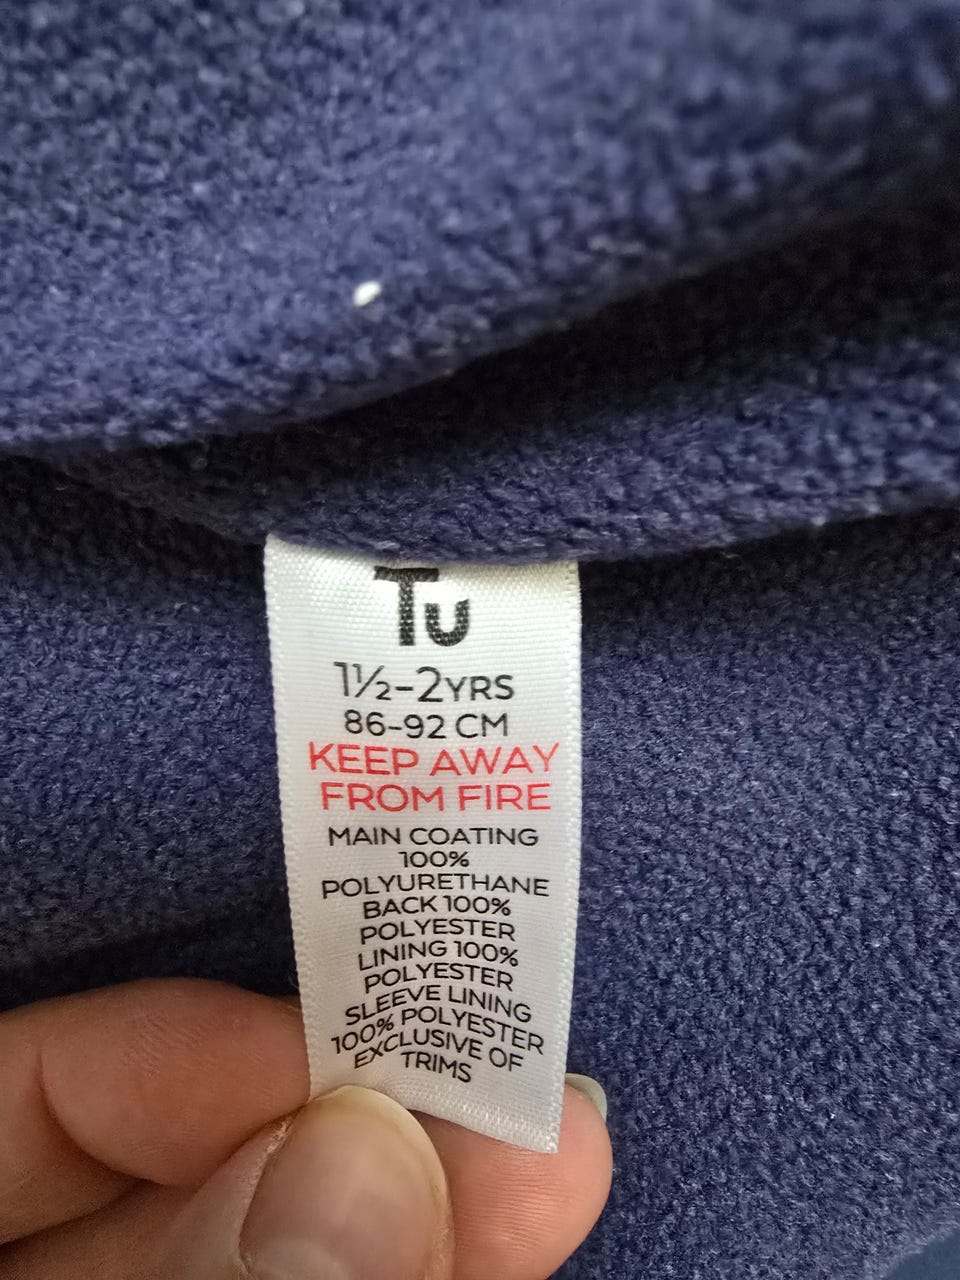 Tu
1½-2YRS
86-92 CM
KEEP AWAY
FROM FIRE
MAIN COATING
100%
POLYURETHANE
BACK 100%
POLYESTER
LINING 100%
POLYESTER
SLEEVE LINING
100% POLYESTER
EXCLUSIVE OF
TRIMS